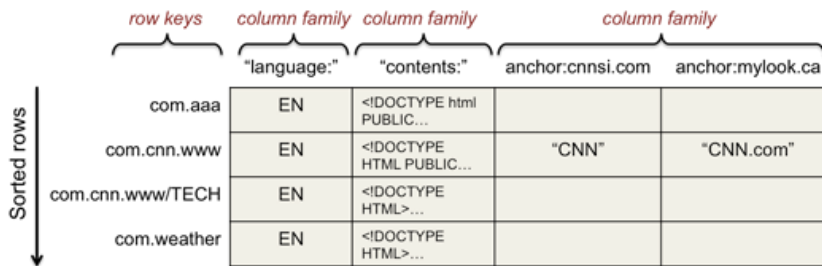 row keys column family column family column family
"language:" "contents:" anchor:cnnsi.com anchor:mylook.ca
Sorted rows
com.aaa EN <!DOCTYPE html
PUBLIC…
com.cnn.www EN <!DOCTYPE
HTML PUBLIC… "CNN" "CNN.com"
com.cnn.www/TECH EN <!DOCTYPE
HTML>…
com.weather EN <!DOCTYPE
HTML>…